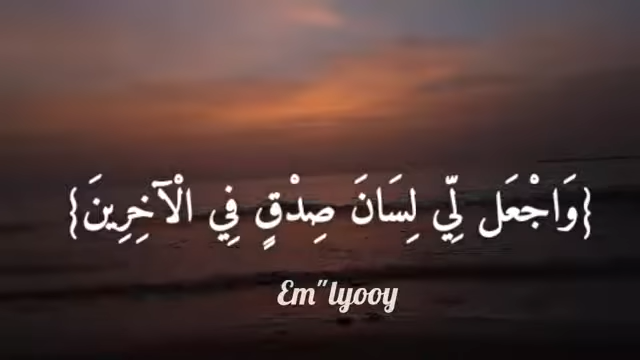 {وَاجْعَل لِّي لِسَانَ صِدْقٍ فِي الْآخِرِينَ}
Em"lyooy